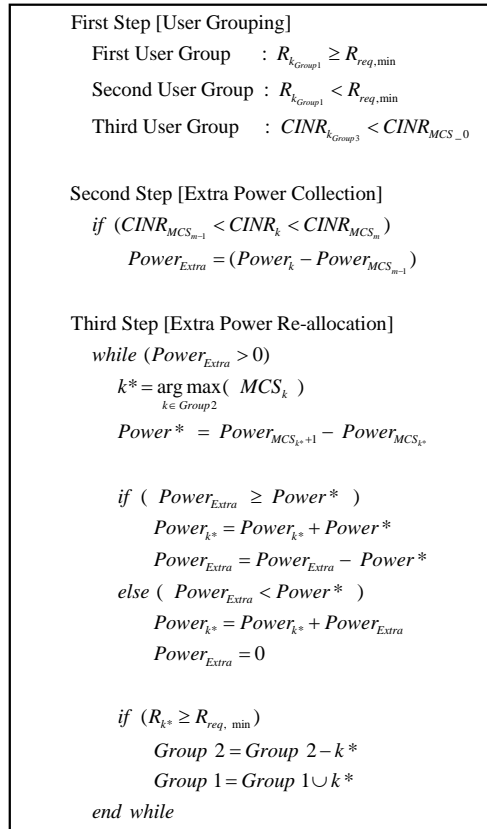 First Step [User Grouping]
First User Group : R_{k_{Group1}} ≥ R_{req,min}
Second User Group : R_{k_{Group1}} < R_{req,min}
Third User Group : CINR_{k_{Group3}} < CINR_{MCS_0}
Second Step [Extra Power Collection]
if (CINR_{MCS_{m-1}} < CINR_k < CINR_{MCS_m})
Power_{Extra} = (Power_k − Power_{MCS_{m-1}})
Third Step [Extra Power Re-allocation]
while (Power_{Extra} > 0)
k* = arg max_{k∈Group2} ( MCS_k )
Power* = Power_{MCS_{k*}+1} − Power_{MCS_{k*}}
if ( Power_{Extra} ≥ Power* )
Power_{k*} = Power_{k*} + Power*
Power_{Extra} = Power_{Extra} − Power*
else ( Power_{Extra} < Power* )
Power_{k*} = Power_{k*} + Power_{Extra}
Power_{Extra} = 0
if (R_{k*} ≥ R_{req, min})
Group 2 = Group 2 − k*
Group 1 = Group 1 ∪ k*
end while